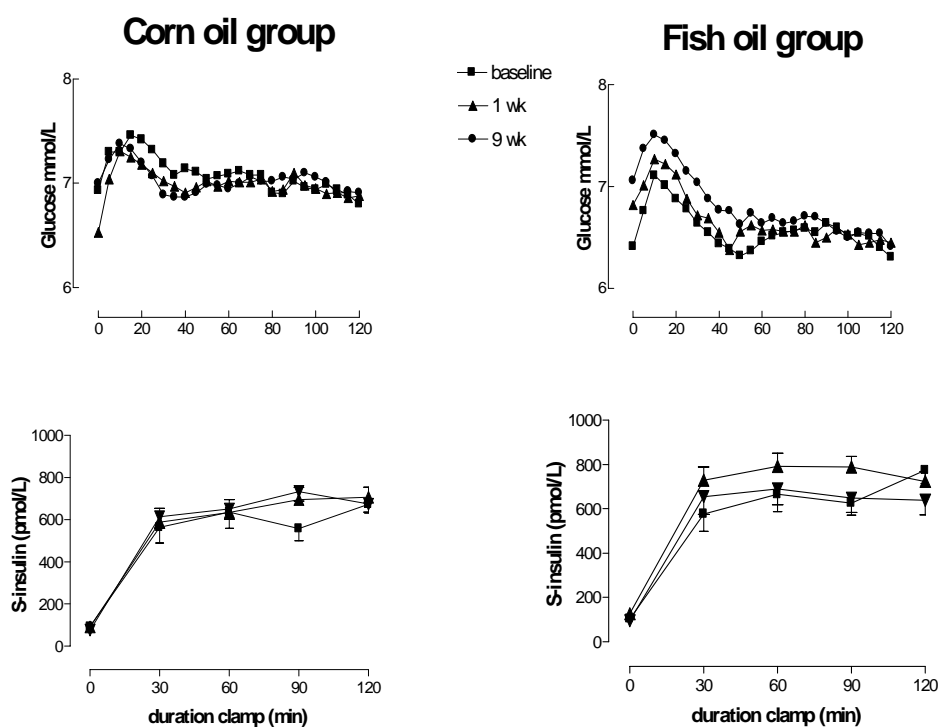 Corn oil group
Fish oil group
baseline
1 wk
9 wk
Glucose mmol/L
8
7
6
0 20 40 60 80 100 120
Glucose mmol/L
8
7
6
0 20 40 60 80 100 120
S-insulin (pmol/L)
1000
800
600
400
200
0
0 30 60 90 120
duration clamp (min)
S-insulin (pmol/L)
1000
800
600
400
200
0
0 30 60 90 120
duration clamp (min)